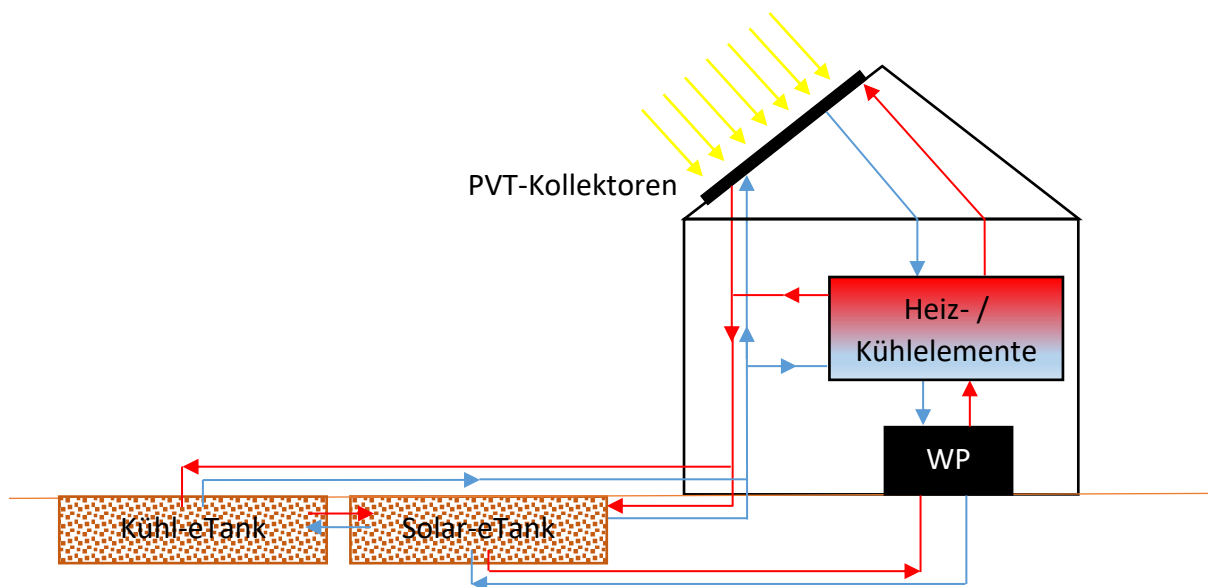 PVT-Kollektoren
Heiz- /
Kühlelemente
WP
Kühl-eTank
Solar-eTank